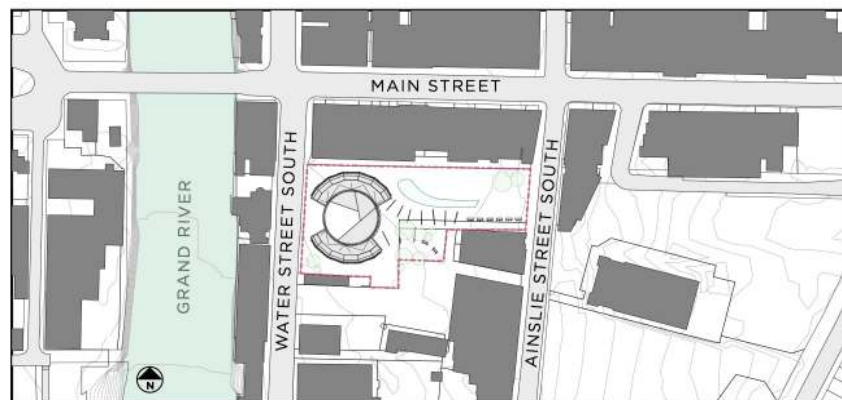 MAIN STREET
GRAND RIVER
WATER STREET SOUTH
AINSLIE STREET SOUTH
N